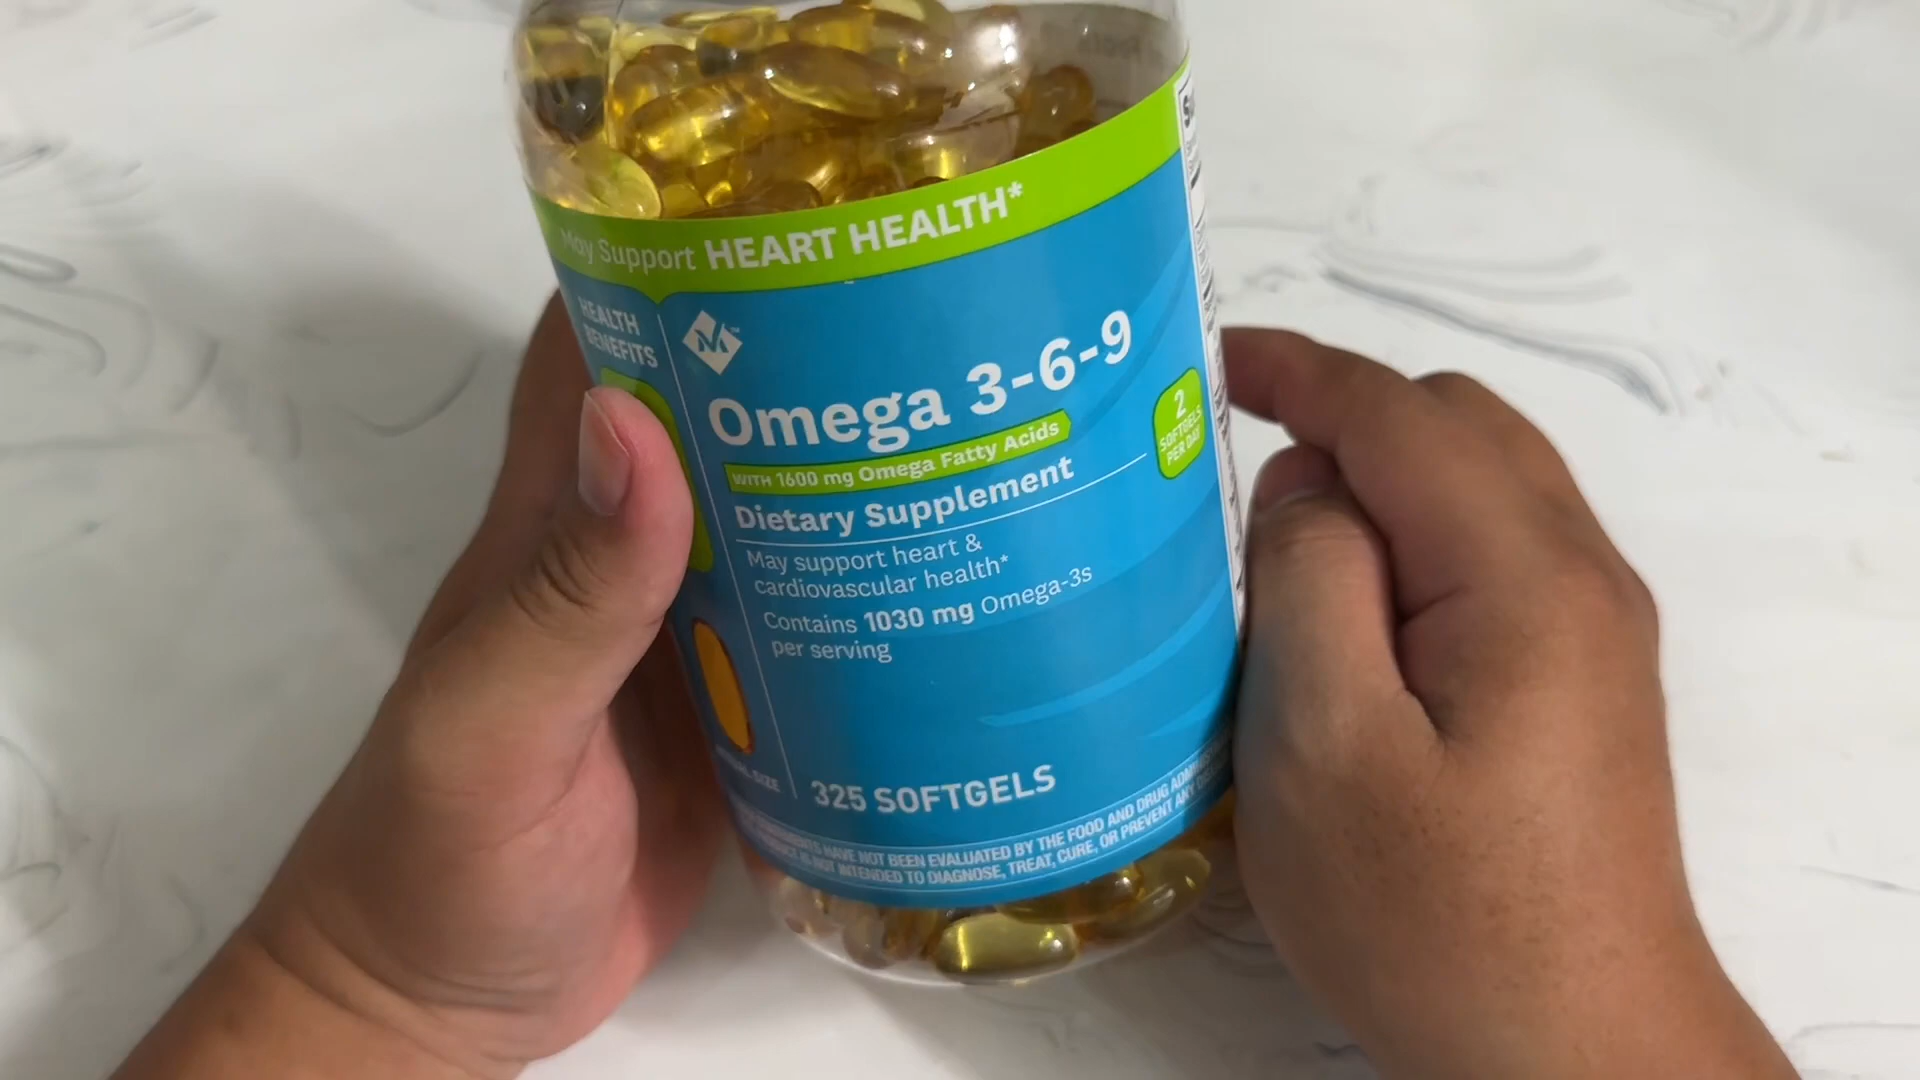 May Support HEART HEALTH*
HEALTH
BENEFITS
Omega 3-6-9
WITH 1600 mg Omega Fatty Acids
Dietary Supplement
2
SOFTGELS
PER DAY
May support heart &
cardiovascular health*
Contains 1030 mg Omega-3s
per serving
SIZE
325 SOFTGELS
HAVE NOT BEEN EVALUATED BY THE FOOD AND DRUG
IS NOT INTENDED TO DIAGNOSE, TREAT, CURE, OR PREVENT ANY